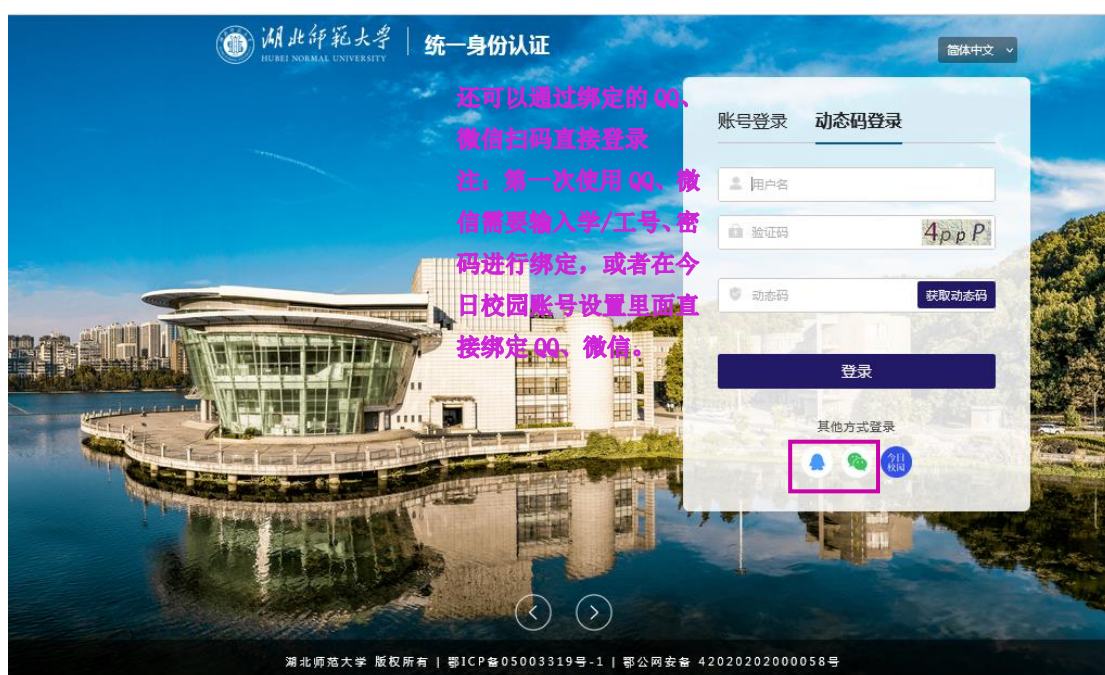 湖北师范大学
HUBEI NORMAL UNIVERSITY
统一身份认证
简体中文
还可以通过绑定的 QQ、
微信扫码直接登录
注：第一次使用 QQ、微
信需要输入学/工号、密
码进行绑定，或者在今
日校园账号设置里面直
接绑定 QQ、微信。
账号登录 动态码登录
用户名
验证码 4ppP
动态码 获取动态码
登录
其他方式登录
今日
校园
湖北师范大学 版权所有 | 鄂ICP备05003319号-1 | 鄂公网安备 42020202000058号